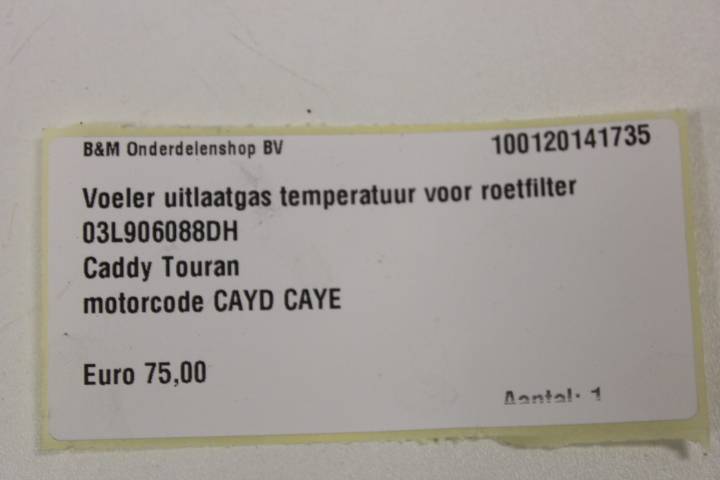 B&M Onderdelenshop BV 100120141735
Voeler uitlaatgas temperatuur voor roetfilter
03L906088DH
Caddy Touran
motorcode CAYD CAYE
Euro 75,00
Aantal: 1